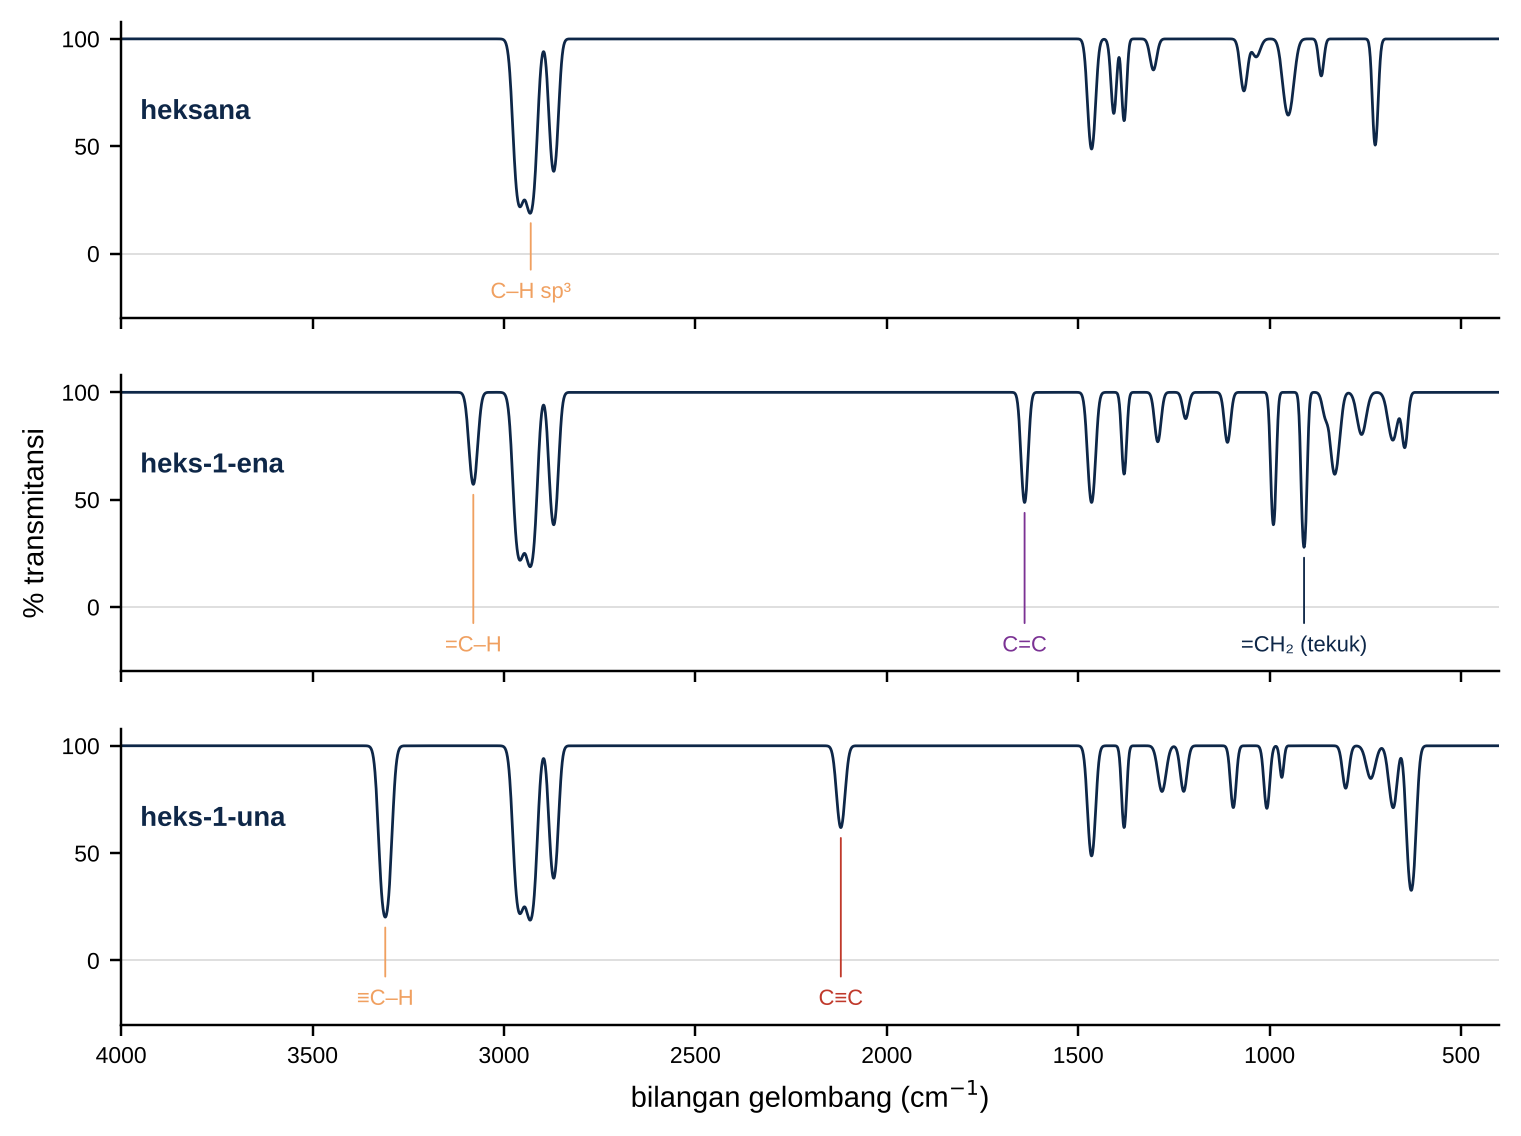 100
heksana
50
0
C–H sp³
100
heks-1-ena
50
0
=C–H
C=C
=CH₂ (tekuk)
% transmitansi
100
heks-1-una
50
0
≡C–H
C≡C
4000 3500 3000 2500 2000 1500 1000 500
bilangan gelombang (cm⁻¹)